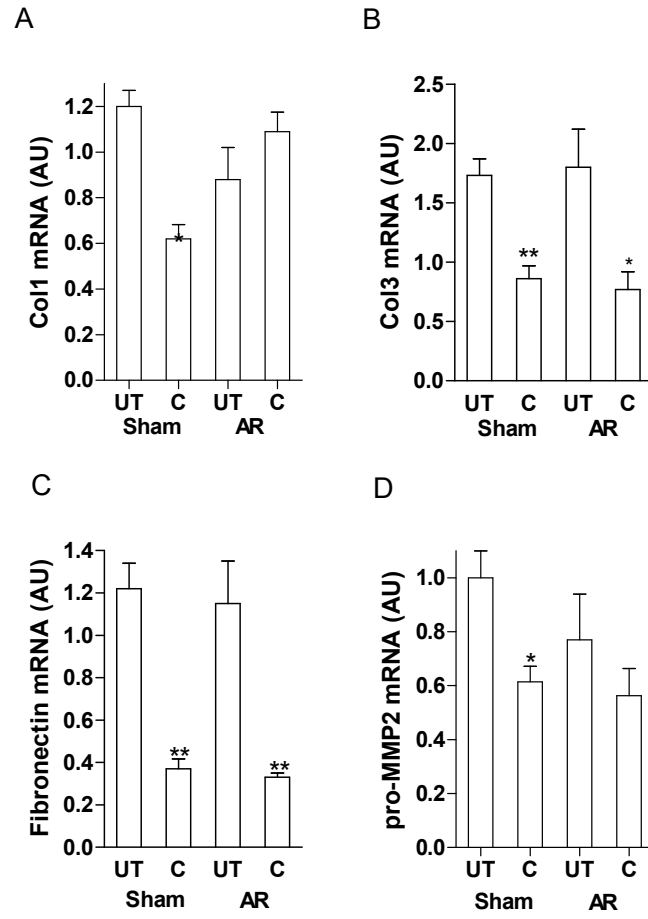 A
Col1 mRNA (AU)
1.2
1.0
0.8
0.6
0.4
0.2
0.0
*
UT C UT C
Sham AR
B
Col3 mRNA (AU)
2.5
2.0
1.5
1.0
0.5
0.0
**
*
UT C UT C
Sham AR
C
Fibronectin mRNA (AU)
1.4
1.2
1.0
0.8
0.6
0.4
0.2
0.0
**
**
UT C UT C
Sham AR
D
pro-MMP2 mRNA (AU)
1.0
0.8
0.6
0.4
0.2
0.0
*
UT C UT C
Sham AR